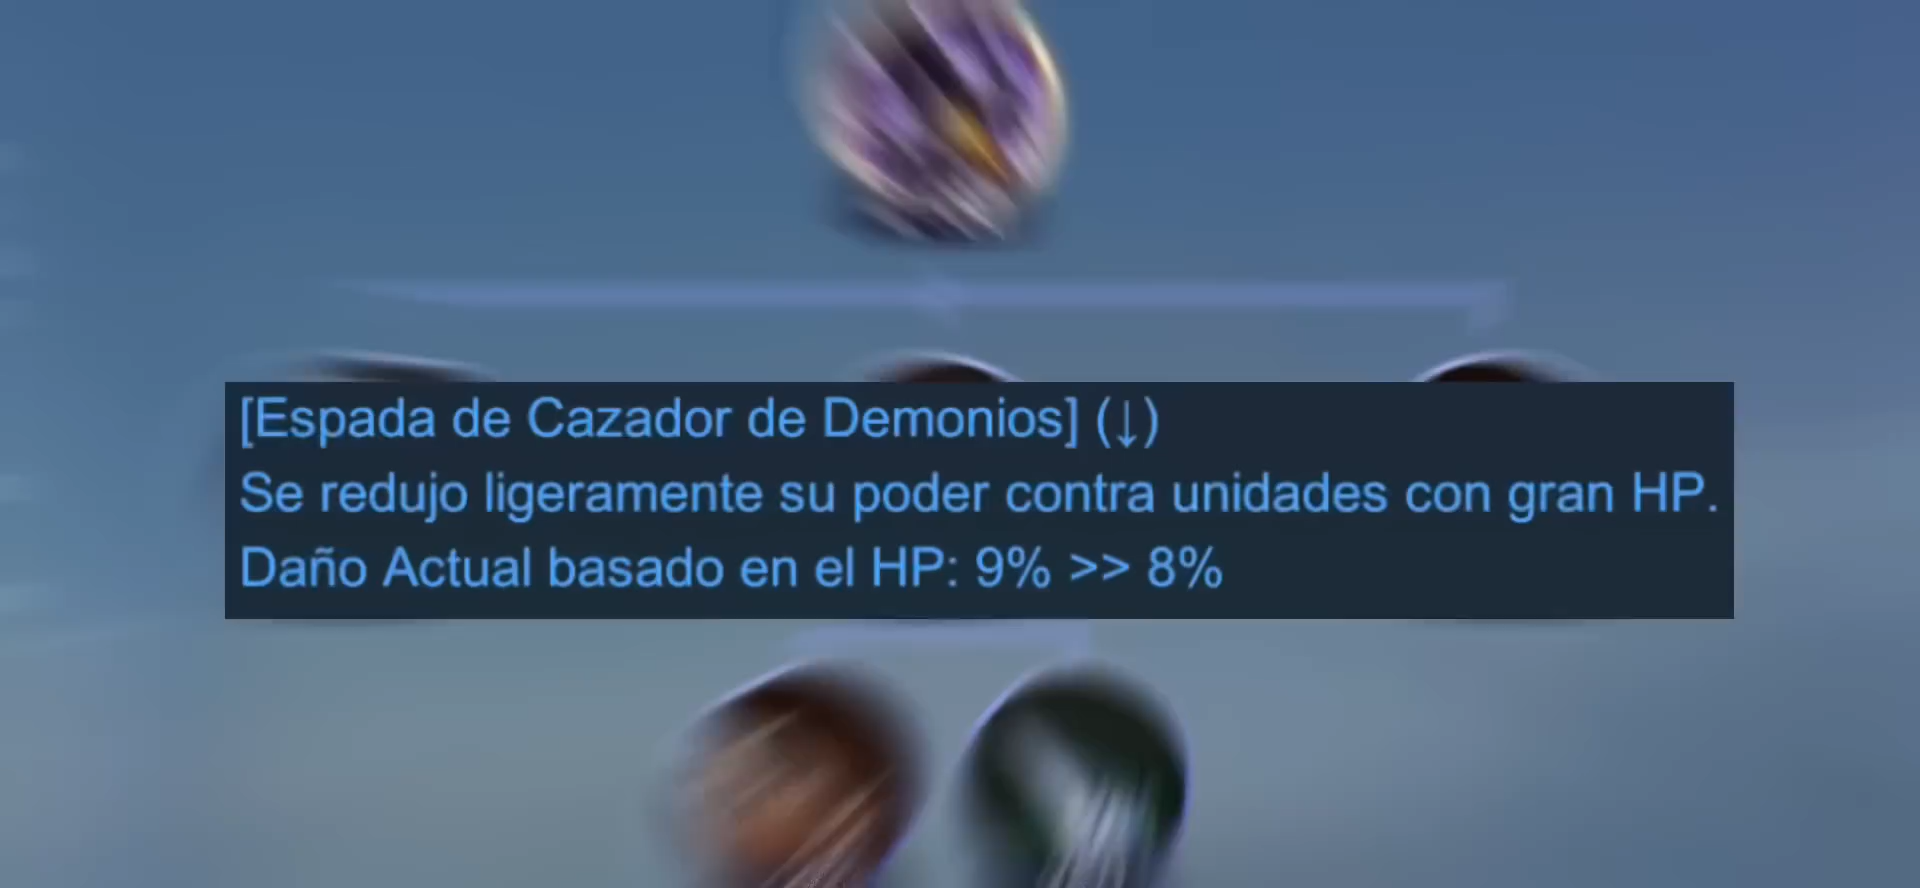 [Espada de Cazador de Demonios] (↓)
Se redujo ligeramente su poder contra unidades con gran HP.
Daño Actual basado en el HP: 9% >> 8%